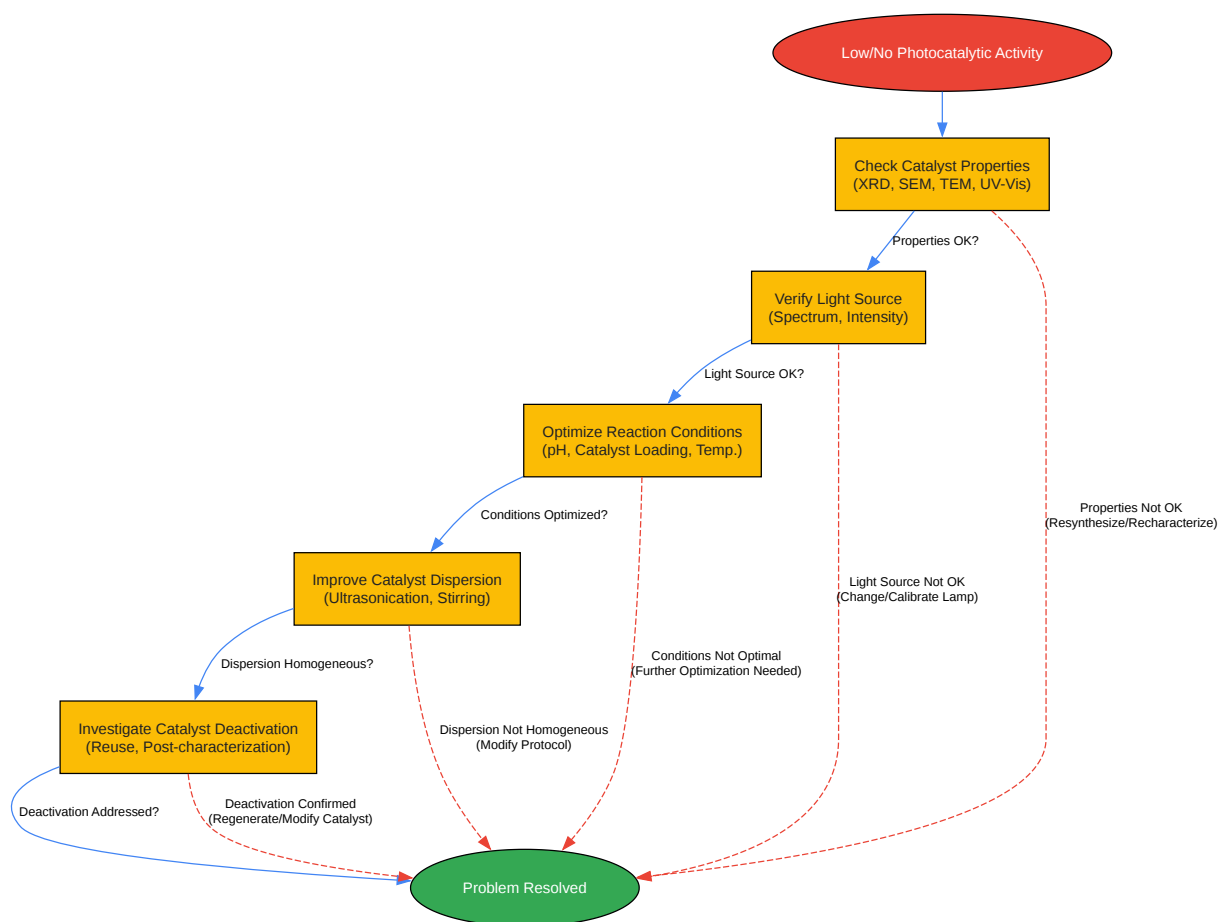 Low/No Photocatalytic Activity
Check Catalyst Properties
(XRD, SEM, TEM, UV-Vis)
Properties OK?
Verify Light Source
(Spectrum, Intensity)
Light Source OK?
Optimize Reaction Conditions
(pH, Catalyst Loading, Temp.)
Conditions Optimized?
Properties Not OK
(Resynthesize/Recharacterize)
Improve Catalyst Dispersion
(Ultrasonication, Stirring)
Light Source Not OK
(Change/Calibrate Lamp)
Dispersion Homogeneous?
Conditions Not Optimal
(Further Optimization Needed)
Investigate Catalyst Deactivation
(Reuse, Post-characterization)
Dispersion Not Homogeneous
(Modify Protocol)
Deactivation Addressed?
Deactivation Confirmed
(Regenerate/Modify Catalyst)
Problem Resolved